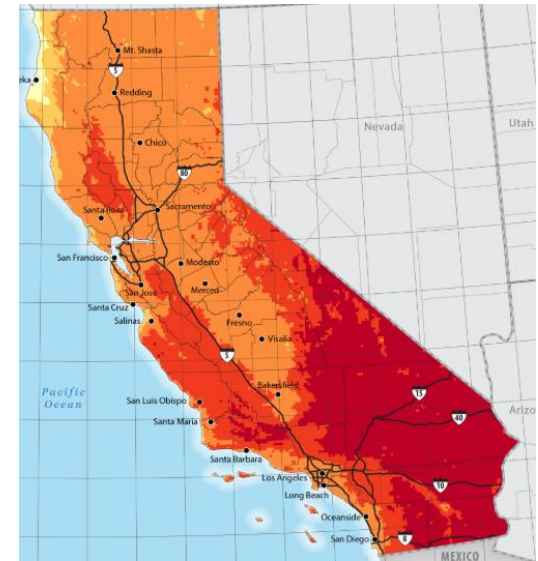 Mt. Shasta
5
eka
Redding
Nevada
Utah
Chico
80
Santa Rosa
Sacramento
San Francisco
Modesto
San Jose
Merced
Santa Cruz
Salinas
Fresno
Visalia
5
Pacific
Ocean
Bakersfield
15
San Luis Obispo
40
Arizo
Santa Maria
Santa Barbara
Los Angeles
10
Long Beach
Oceanside
San Diego
8
MEXICO